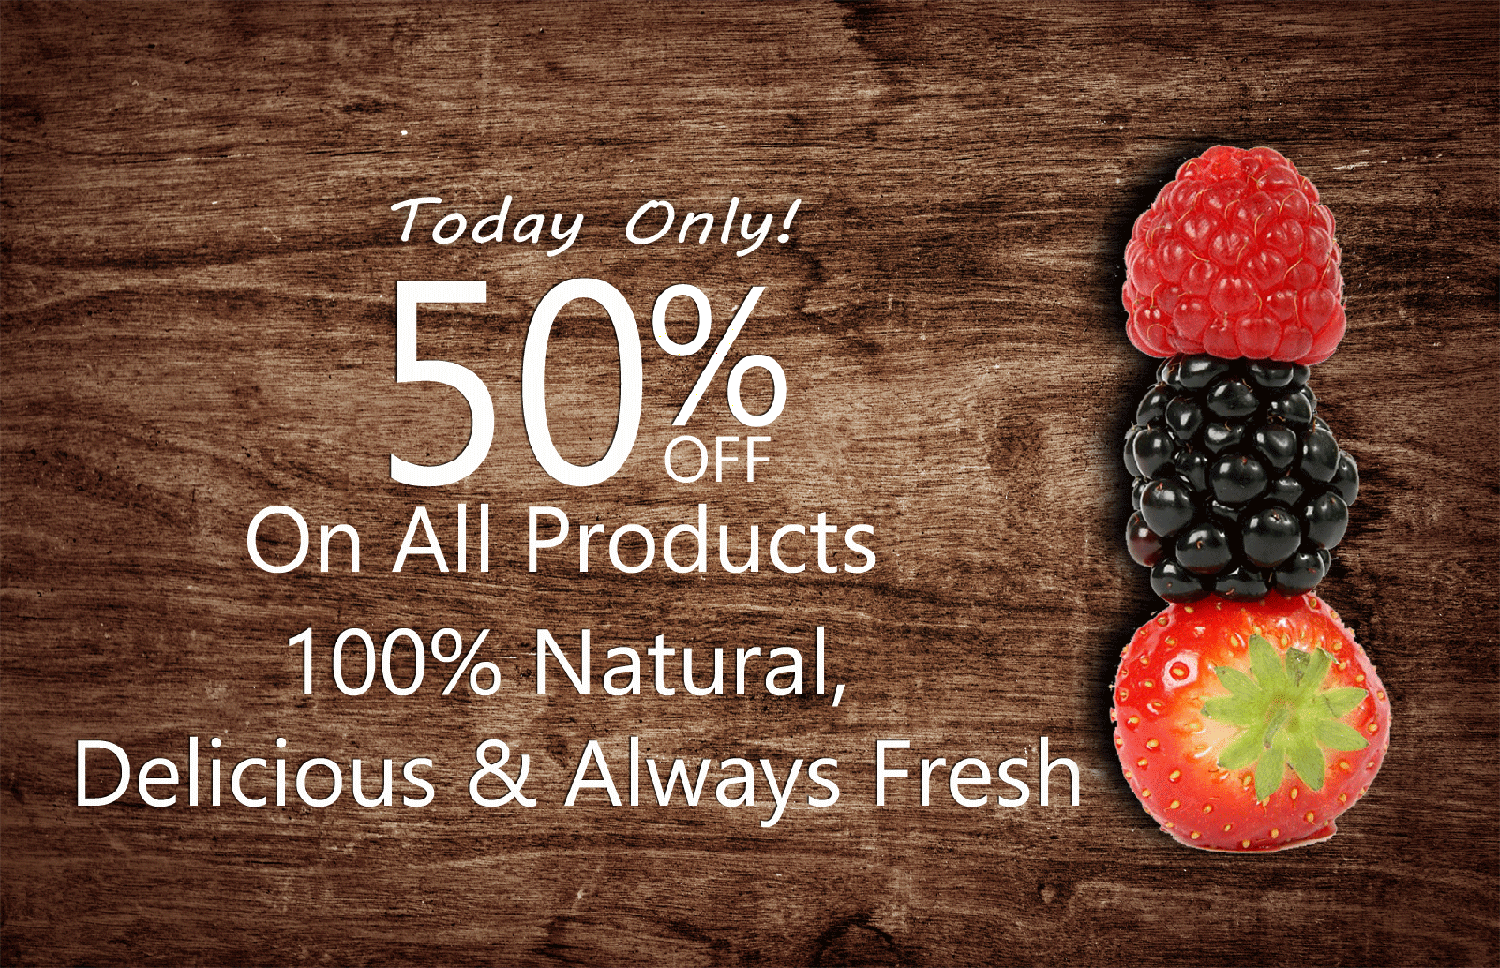 Today Only!
50%
OFF
On All Products
100% Natural,
Delicious & Always Fresh